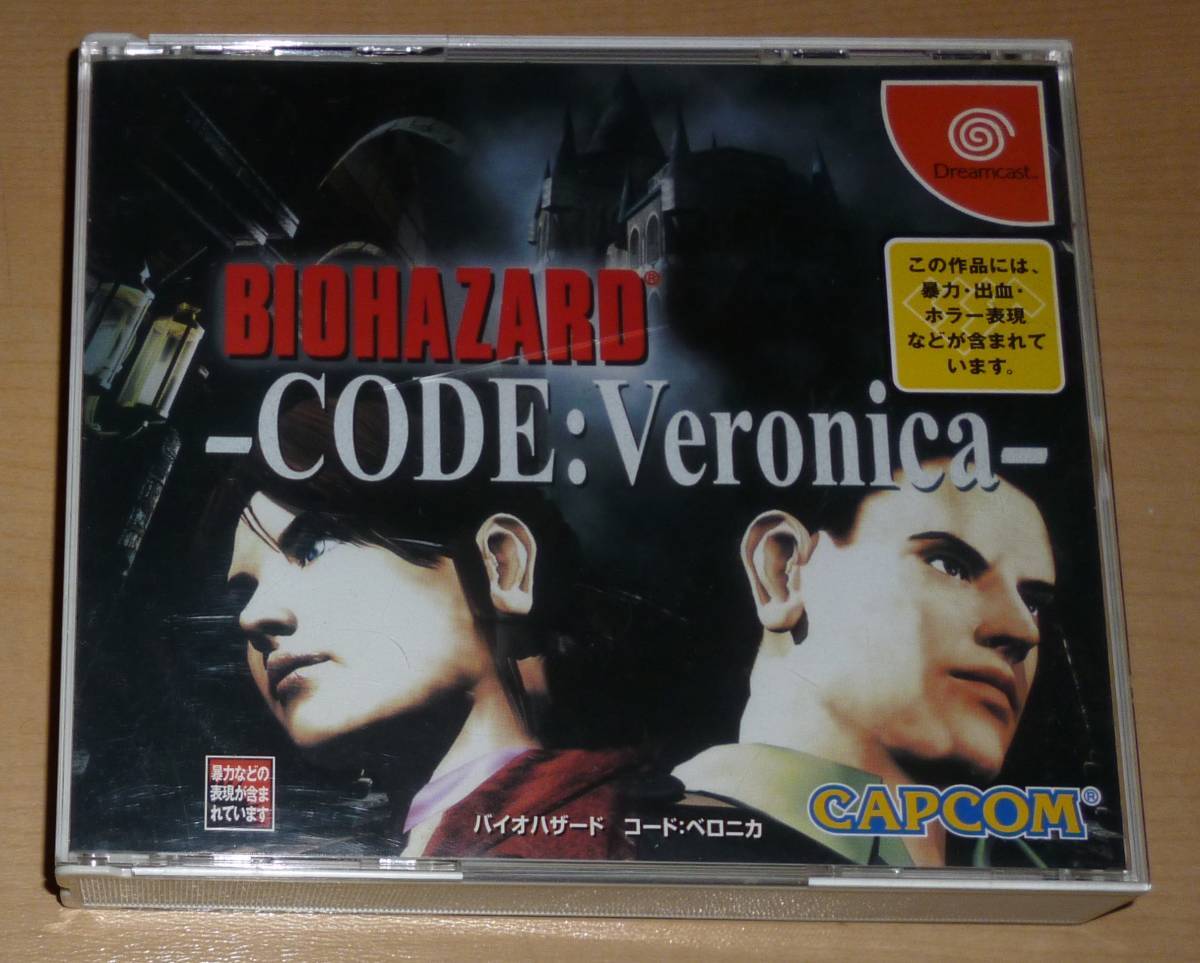 Dreamcast™
この作品には、
暴力・出血・
ホラー表現
などが含まれて
います。
BIOHAZARD®
-CODE:Veronica-
暴力などの
表現が含ま
れています
バイオハザード コード:ベロニカ
CAPCOM®